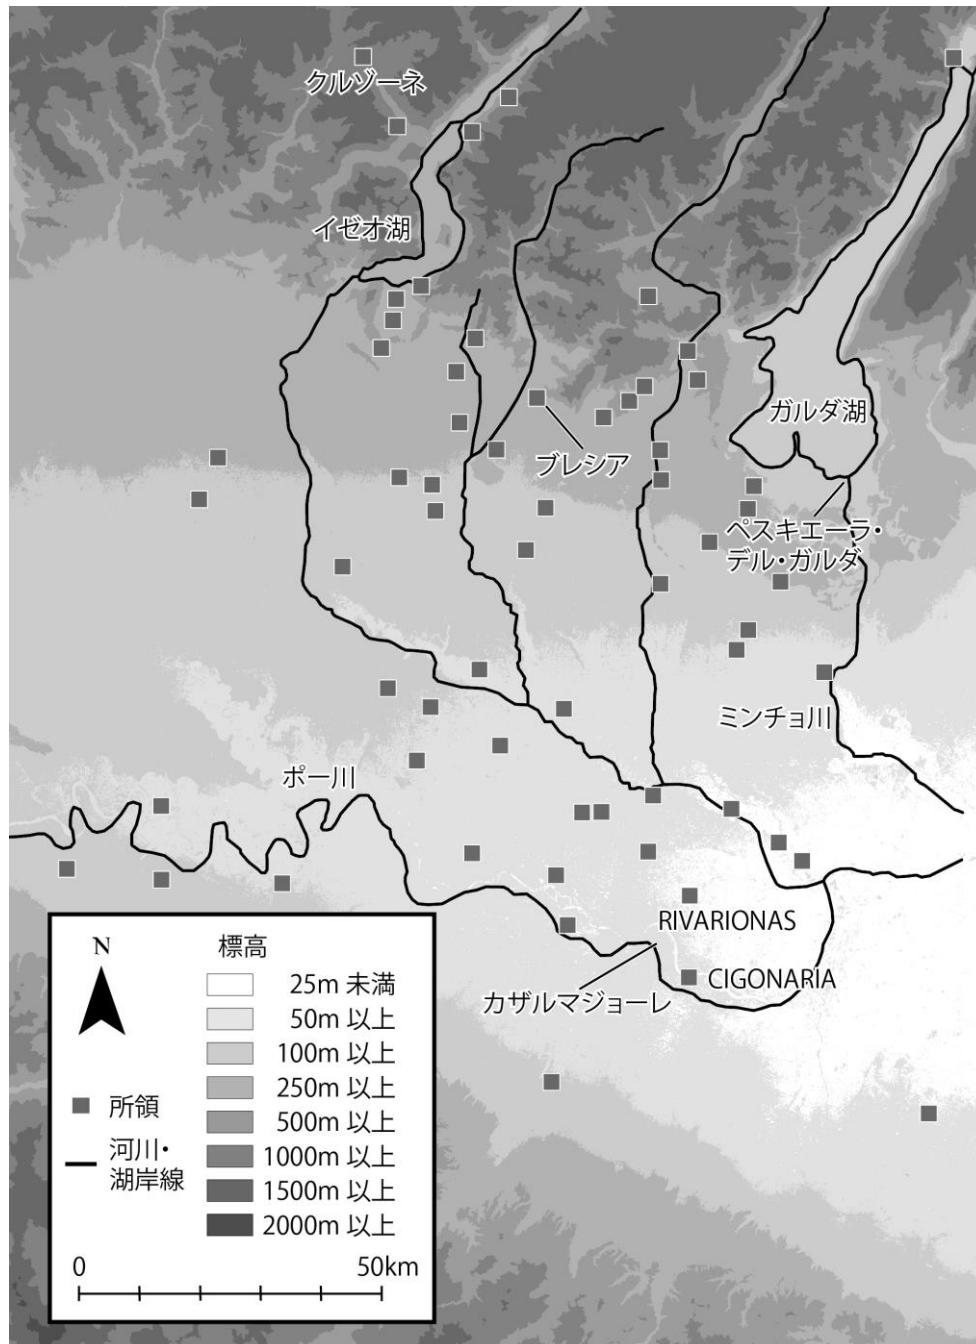 クルゾーネ
イゼオ湖
ガルダ湖
ブレシア
ペスキエーラ・
デル・ガルダ
ミンチョ川
ポー川
RIVARIONAS
CIGONARIA
カザルマジョーレ
N
標高
25m 未満
50m 以上
100m 以上
250m 以上
500m 以上
1000m 以上
1500m 以上
2000m 以上
所領
河川・
湖岸線
0 50km